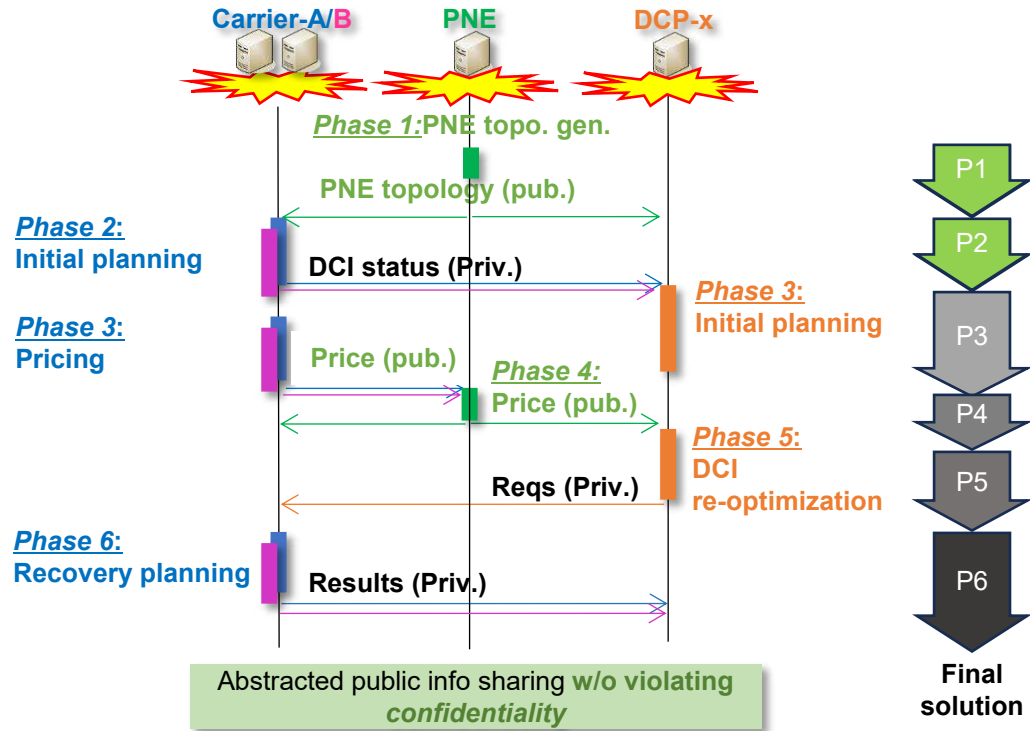 Carrier-A/B
PNE
DCP-x
Phase 1:PNE topo. gen.
P1
PNE topology (pub.)
Phase 2:
Initial planning
P2
DCI status (Priv.)
Phase 3:
Initial planning
Phase 3:
Pricing
P3
Price (pub.)
Phase 4:
Price (pub.)
P4
Phase 5:
DCI
re-optimization
P5
Reqs (Priv.)
Phase 6:
Recovery planning
P6
Results (Priv.)
Abstracted public info sharing w/o violating
confidentiality
Final
solution